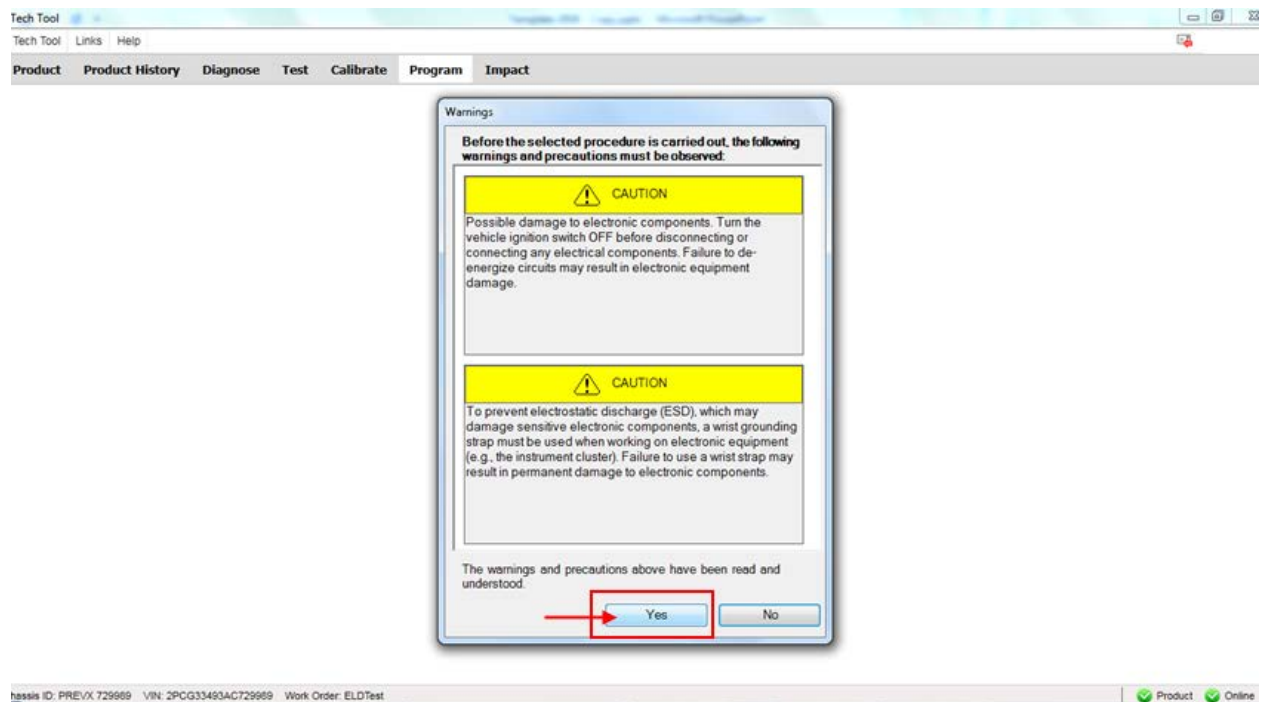 Tech Tool
Tech Tool Links Help
Product Product History Diagnose Test Calibrate Program Impact
Warnings
Before the selected procedure is carried out, the following
warnings and precautions must be observed:
CAUTION
Possible damage to electronic components. Turn the
vehicle ignition switch OFF before disconnecting or
connecting any electrical components. Failure to de-
energize circuits may result in electronic equipment
damage.
CAUTION
To prevent electrostatic discharge (ESD), which may
damage sensitive electronic components, a wrist grounding
strap must be used when working on electronic equipment
(e.g., the instrument cluster). Failure to use a wrist strap may
result in permanent damage to electronic components.
The warnings and precautions above have been read and
understood.
Yes No
hassis ID: PREVX 729989 VIN: 2PCG33493AC729989 Work Order: ELDTest Product Online